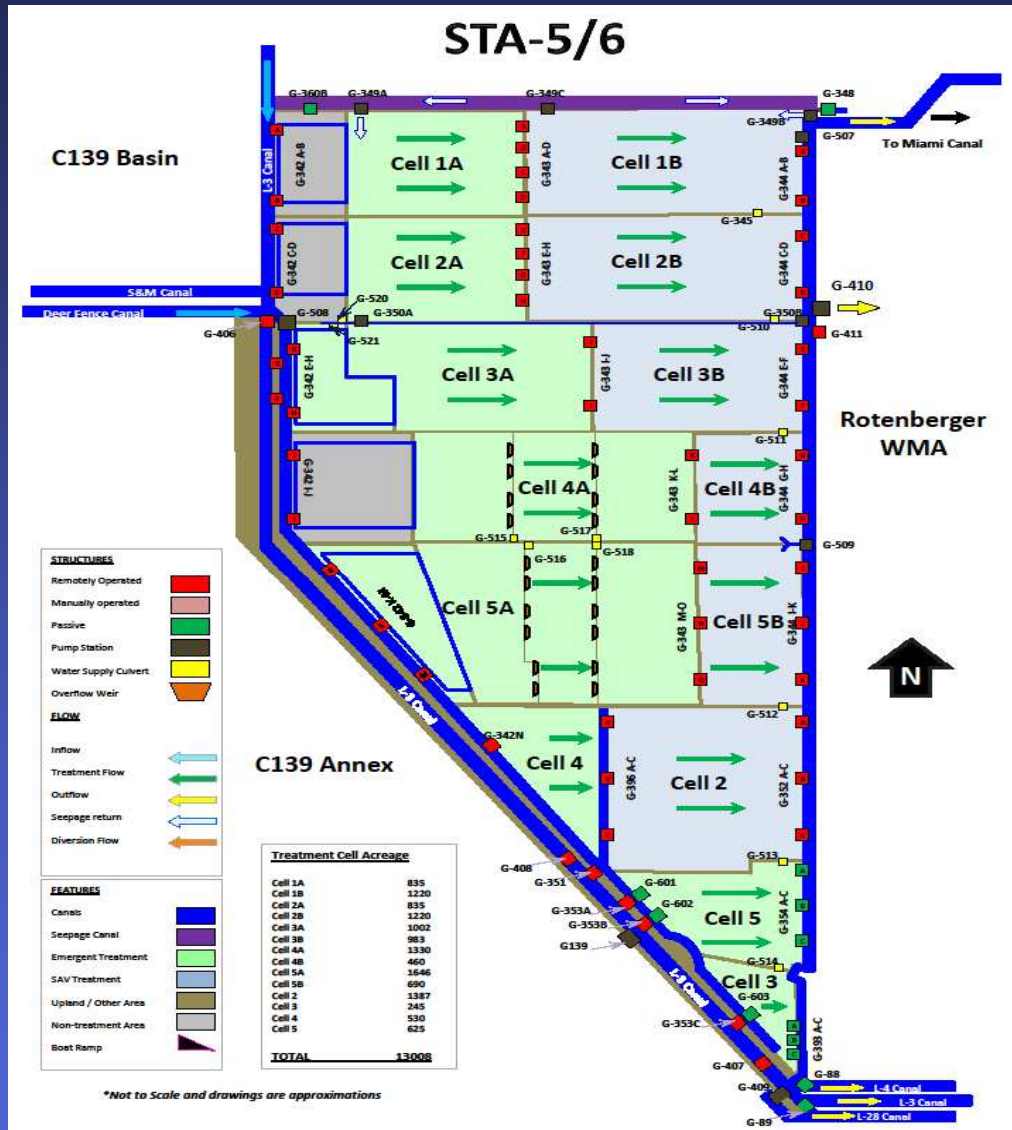 STA-5/6
G-360B
G-349A
G-349C
G-348
G-349B
G-507
To Miami Canal
C139 Basin
L-3 Canal
G-342 A-B
Cell 1A
G-343 A-D
Cell 1B
G-344 A-B
G-345
G-342 C-D
Cell 2A
G-343 E-H
Cell 2B
G-344 C-D
S&M Canal
Deer Fence Canal
G-520
G-410
G-508
G-350A
G-350B
G-510
G-406
G-521
G-411
G-342 E-H
Cell 3A
G-343 I-J
Cell 3B
G-344 E-F
Rotenberger
WMA
G-511
G-342 I-J
Cell 4A
G-343 K-L
Cell 4B
G-344 G-H
G-515
G-517
G-516
G-518
G-509
Cell 5A
G-343 M-O
Cell 5B
G-344 I-K
G-342 K-M
N
L-3 Canal
G-512
G-342N
C139 Annex
Cell 4
G-396 A-C
Cell 2
G-352 A-C
G-513
G-408
G-351
G-601
G-353A
G-602
G-353B
G139
Cell 5
G-354 A-C
G-514
Cell 3
L-3 Canal
G-603
G-353C
G-393 A-C
G-407
G-409
G-88
L-4 Canal
L-3 Canal
G-89
L-28 Canal
STRUCTURES
Remotely Operated
Manually operated
Passive
Pump Station
Water Supply Culvert
Overflow Weir
FLOW
Inflow
Treatment Flow
Outflow
Seepage return
Diversion Flow
FEATURES
Canals
Seepage Canal
Emergent Treatment
SAV Treatment
Upland / Other Area
Non-treatment Area
Boat Ramp
Treatment Cell Acreage
Cell 1A 835
Cell 1B 1220
Cell 2A 835
Cell 2B 1220
Cell 3A 1002
Cell 3B 983
Cell 4A 1330
Cell 4B 460
Cell 5A 1646
Cell 5B 690
Cell 2 1387
Cell 3 245
Cell 4 530
Cell 5 625
TOTAL 13008
*Not to Scale and drawings are approximations